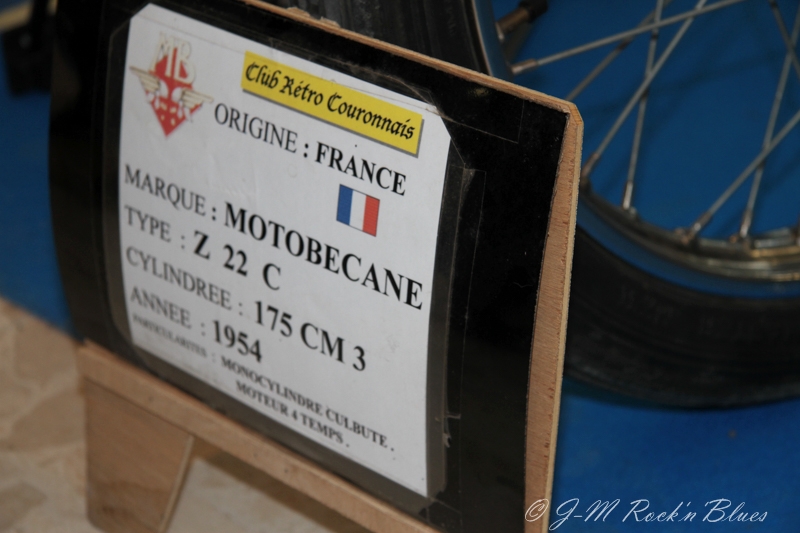 Club Rétro Couronnais
ORIGINE : FRANCE
MARQUE : MOTOBECANE
TYPE : Z 22 C
CYLINDREE : 175 CM 3
ANNEE : 1954
PARTICULARITES : MONOCYLINDRE CULBUTE .
MOTEUR 4 TEMPS .
© J-M Rock'n Blues